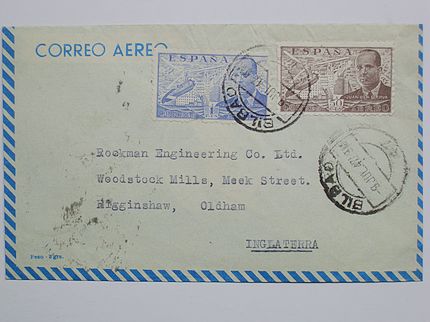 CORREO AEREO
ESPAÑA
ESPAÑA
BILBAO
BILBAO
Rockman Engineering Co. Ltd.
Woodstock Mills, Meek Street.
Higginshaw, Oldham
INGLATERRA